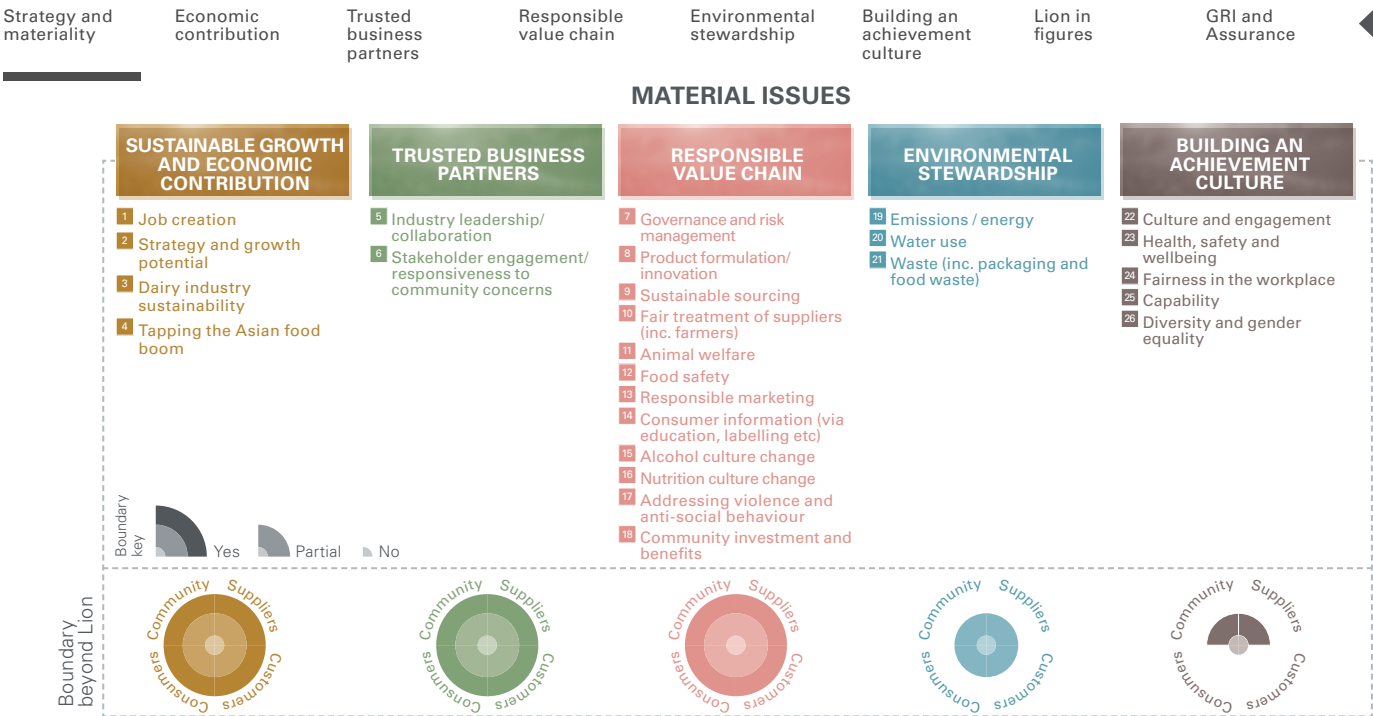 Strategy and
materiality
Economic
contribution
Trusted
business
partners
Responsible
value chain
Environmental
stewardship
Building an
achievement
culture
Lion in
figures
GRI and
Assurance
MATERIAL ISSUES
SUSTAINABLE GROWTH
AND ECONOMIC
CONTRIBUTION
1 Job creation
2 Strategy and growth
potential
3 Dairy industry
sustainability
4 Tapping the Asian food
boom
TRUSTED BUSINESS
PARTNERS
5 Industry leadership/
collaboration
6 Stakeholder engagement/
responsiveness to
community concerns
RESPONSIBLE
VALUE CHAIN
7 Governance and risk
management
8 Product formulation/
innovation
9 Sustainable sourcing
10 Fair treatment of suppliers
(inc. farmers)
11 Animal welfare
12 Food safety
13 Responsible marketing
14 Consumer information (via
education, labelling etc)
15 Alcohol culture change
16 Nutrition culture change
17 Addressing violence and
anti-social behaviour
18 Community investment and
benefits
ENVIRONMENTAL
STEWARDSHIP
19 Emissions / energy
20 Water use
21 Waste (inc. packaging and
food waste)
BUILDING AN
ACHIEVEMENT
CULTURE
22 Culture and engagement
23 Health, safety and
wellbeing
24 Fairness in the workplace
25 Capability
26 Diversity and gender
equality
Boundary
key
Yes
Partial
No
Boundary
beyond Lion
Community
Suppliers
Customers
Consumers
Community
Suppliers
Customers
Consumers
Community
Suppliers
Customers
Consumers
Community
Suppliers
Customers
Consumers
Community
Suppliers
Customers
Consumers